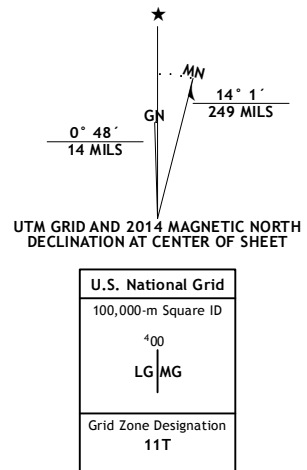 ★
MN
GN
14° 1´
249 MILS
0° 48´
14 MILS
UTM GRID AND 2014 MAGNETIC NORTH
DECLINATION AT CENTER OF SHEET
U.S. National Grid
100,000-m Square ID
⁴00
LG MG
Grid Zone Designation
11T